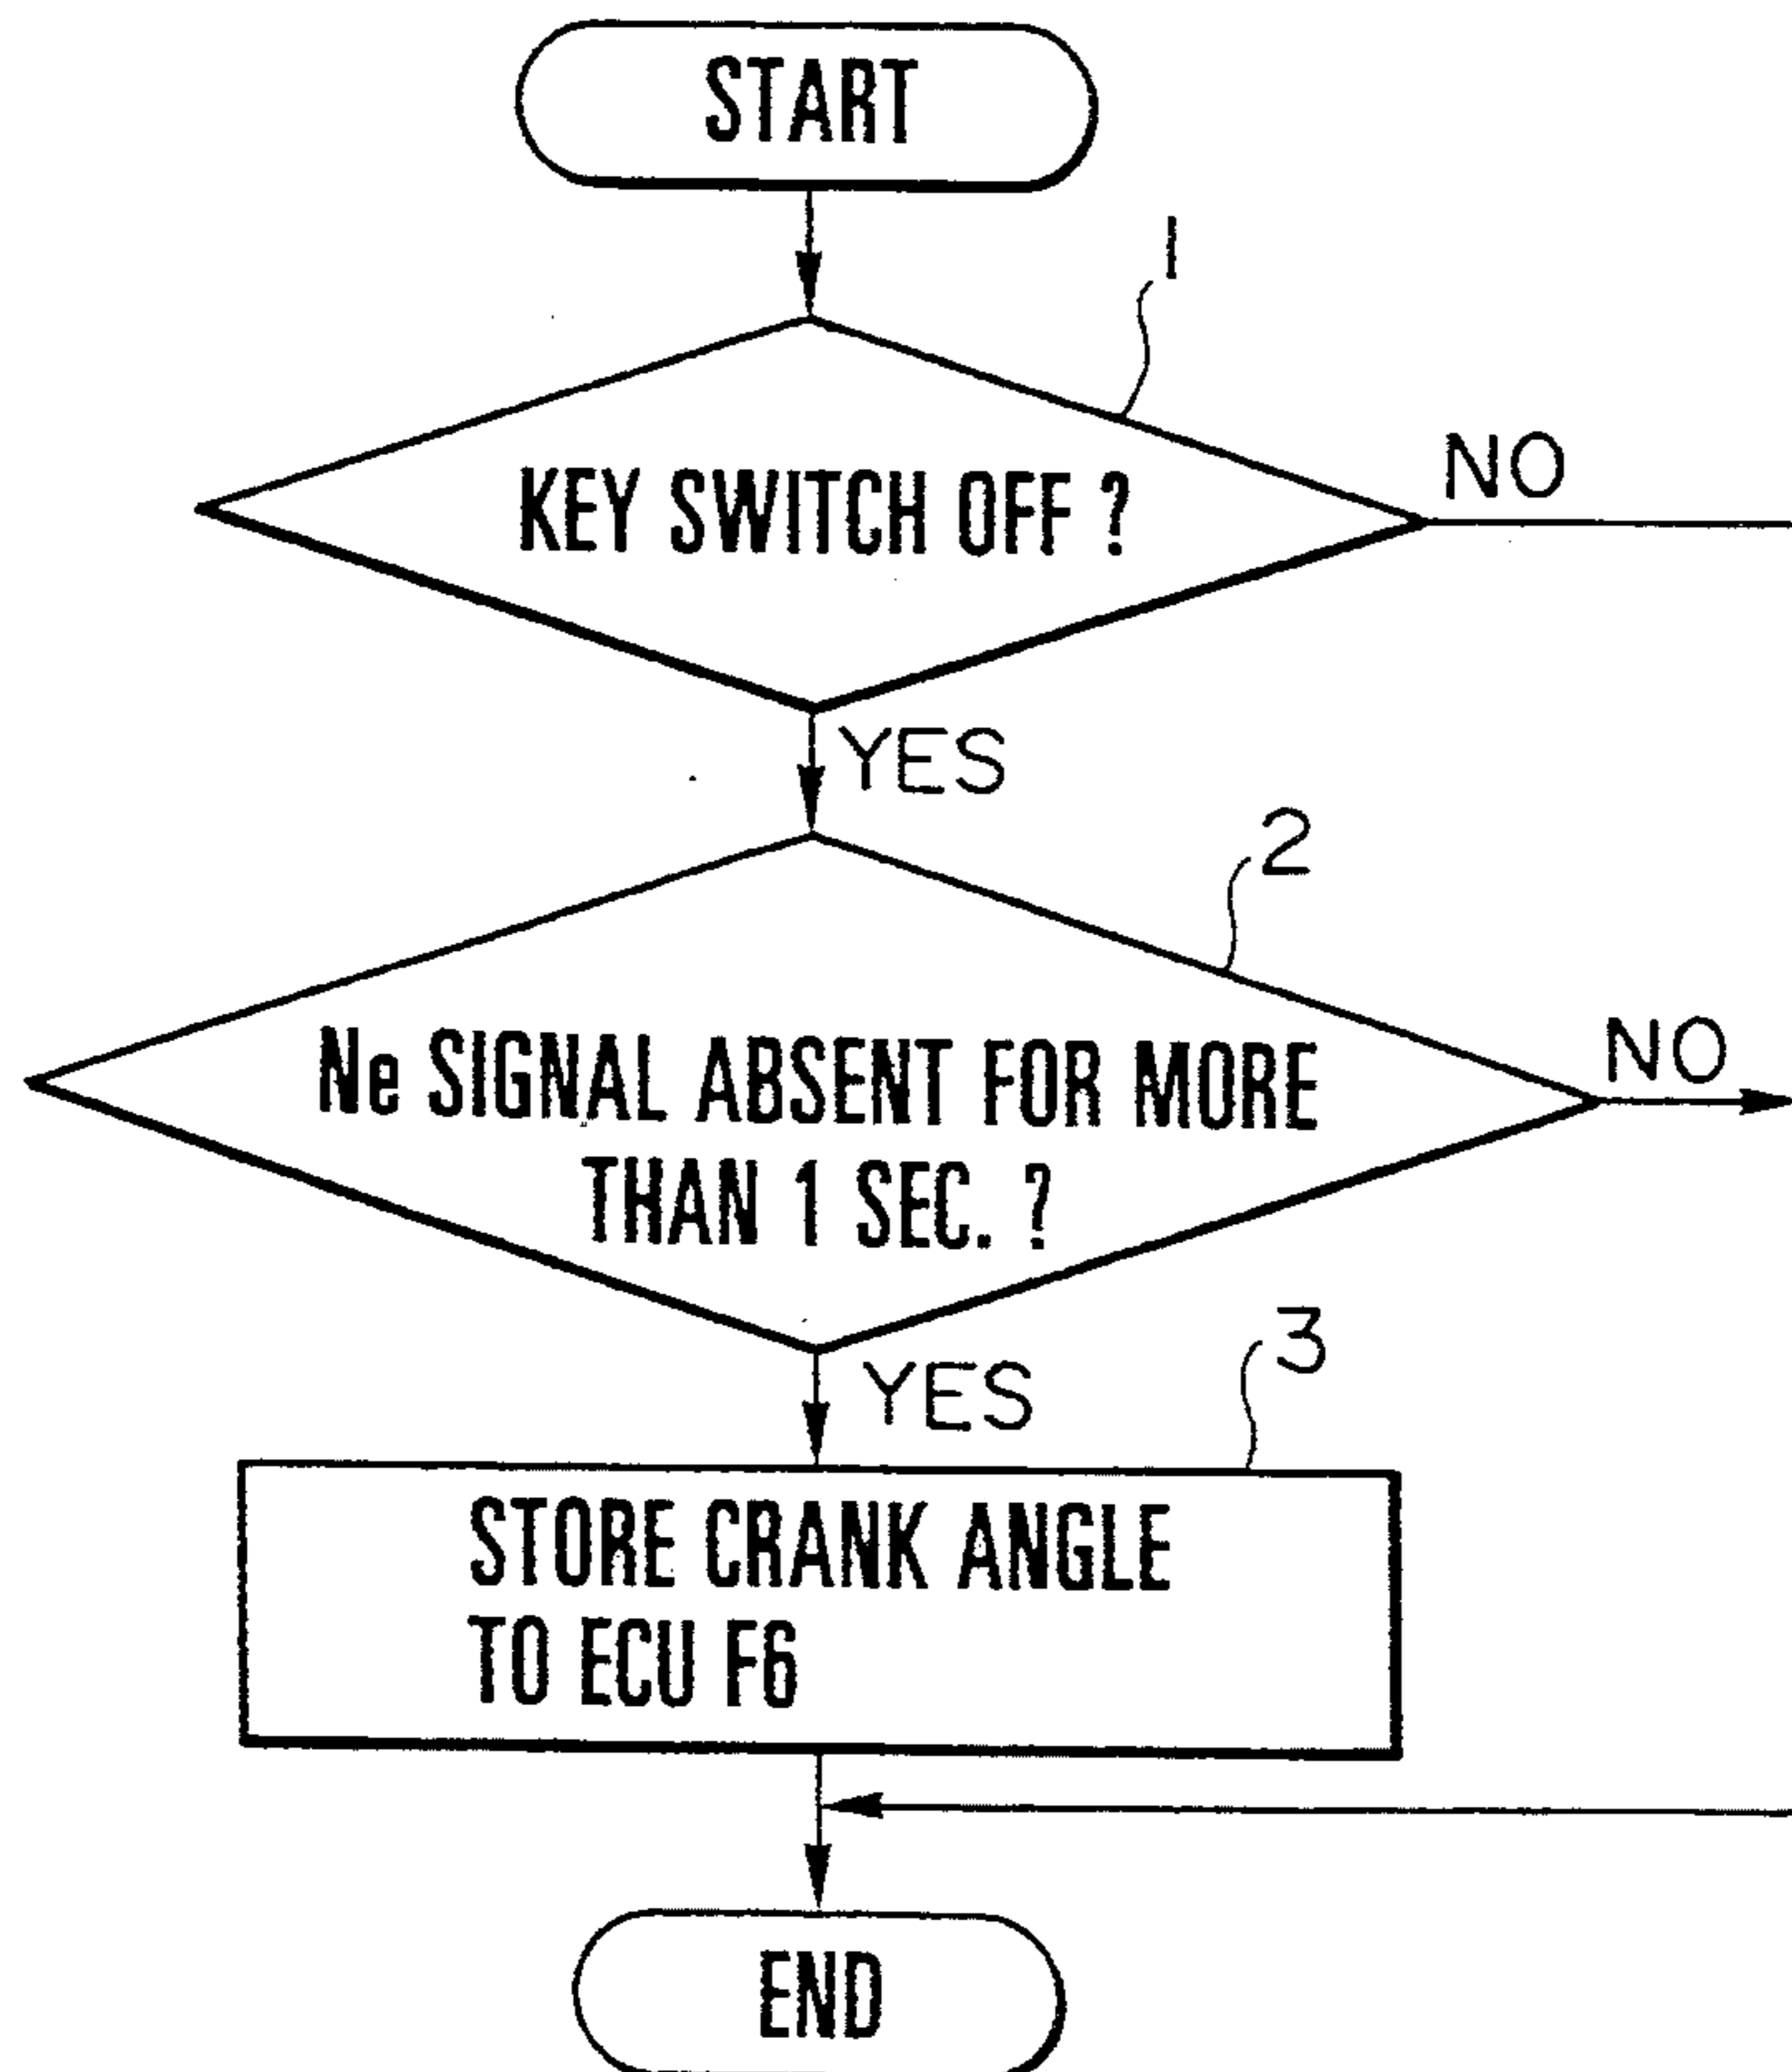 START
1
KEY SWITCH OFF ?
NO
YES
2
Ne SIGNAL ABSENT FOR MORE
THAN 1 SEC. ?
NO
YES
3
STORE CRANK ANGLE
TO ECU F6
END